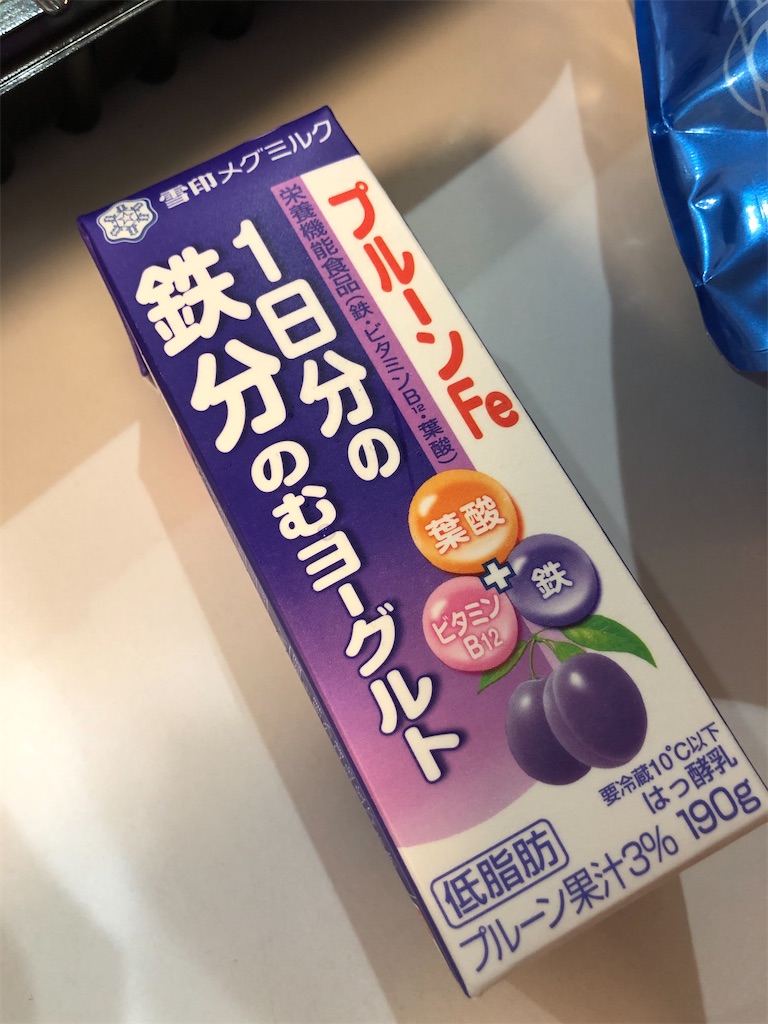 雪印メグミルク
プルーンFe
栄養機能食品(鉄・ビタミンB12・葉酸)
1日分の
鉄分のむヨーグルト
葉酸
+
鉄
ビタミン
B12
要冷蔵10℃以下
はっ酵乳
190g
低脂肪
プルーン果汁3%